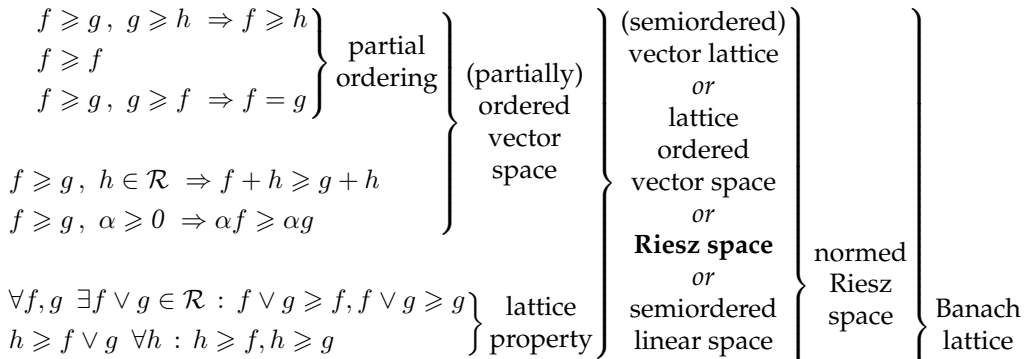 f ⩾ g , g ⩾ h ⇒ f ⩾ h
f ⩾ f
f ⩾ g , g ⩾ f ⇒ f = g
partial
ordering
f ⩾ g , h ∈ ℛ ⇒ f + h ⩾ g + h
f ⩾ g , α ⩾ 0 ⇒ αf ⩾ αg
(partially)
ordered
vector
space
∀f, g ∃f ∨ g ∈ ℛ : f ∨ g ⩾ f, f ∨ g ⩾ g
h ⩾ f ∨ g ∀h : h ⩾ f, h ⩾ g
lattice
property
(semiordered)
vector lattice
or
lattice
ordered
vector space
or
Riesz space
or
semiordered
linear space
normed
Riesz
space
Banach
lattice